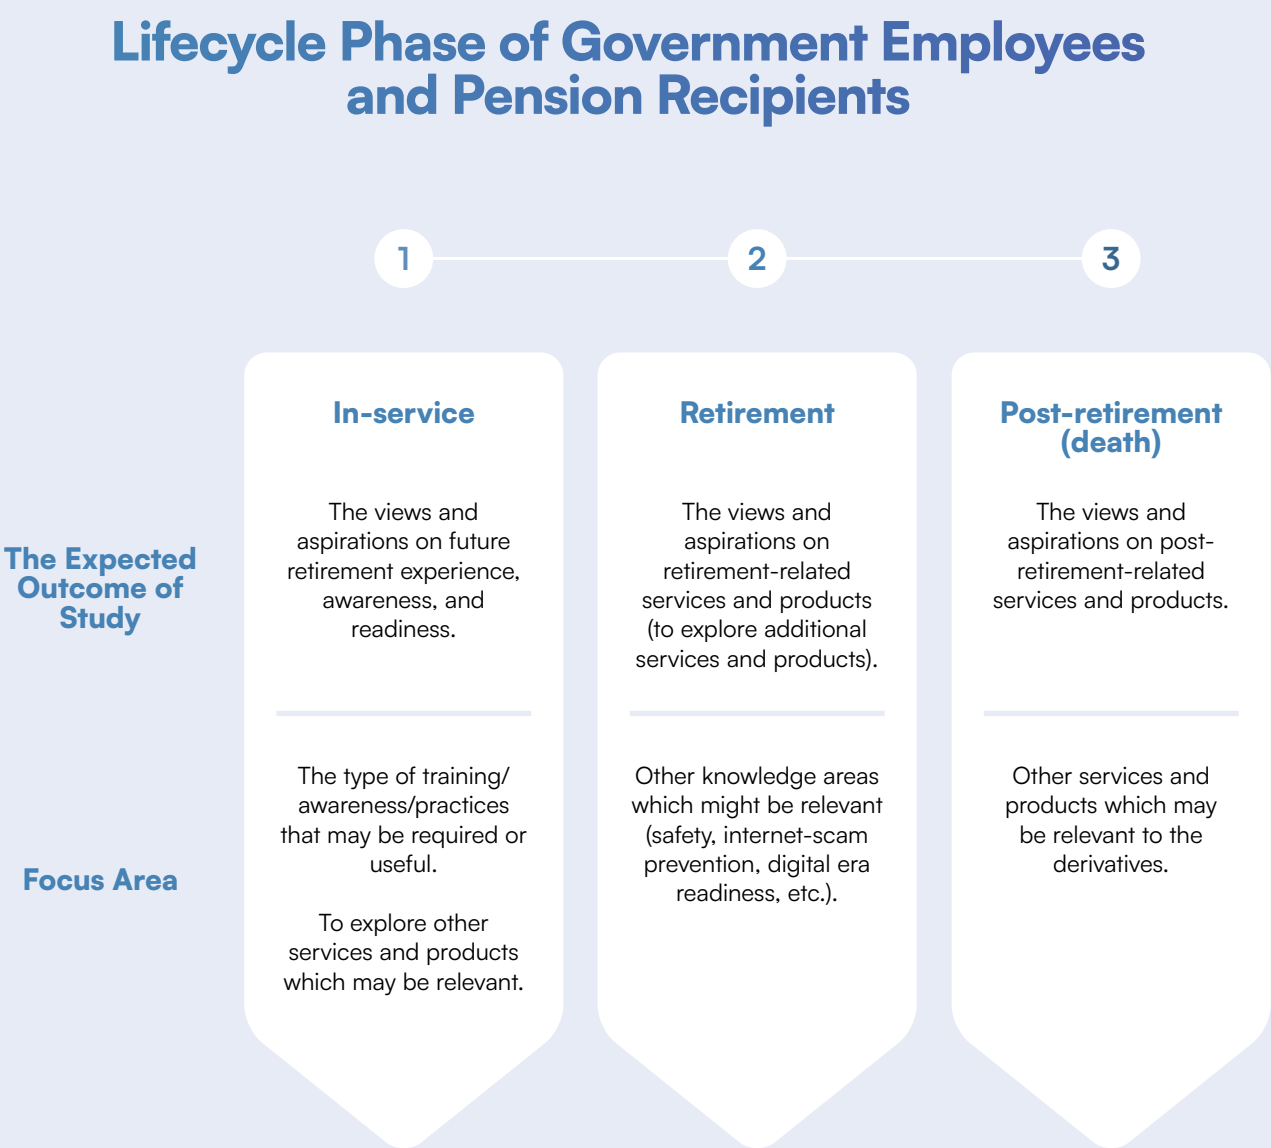 Lifecycle Phase of Government Employees
and Pension Recipients
1
2
3
In-service
Retirement
Post-retirement
(death)
The Expected
Outcome of
Study
The views and
aspirations on future
retirement experience,
awareness, and
readiness.
The views and
aspirations on
retirement-related
services and products
(to explore additional
services and products).
The views and
aspirations on post-
retirement-related
services and products.
Focus Area
The type of training/
awareness/practices
that may be required or
useful.
To explore other
services and products
which may be relevant.
Other knowledge areas
which might be relevant
(safety, internet-scam
prevention, digital era
readiness, etc.).
Other services and
products which may
be relevant to the
derivatives.